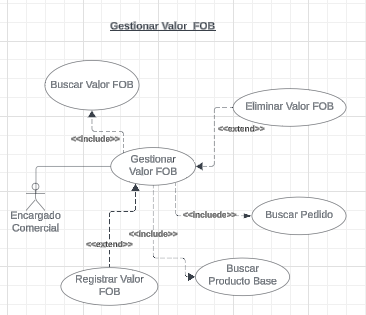 Gestionar Valor FOB
Buscar Valor FOB
Eliminar Valor FOB
<<extend>>
<<include>>
Gestionar
Valor FOB
Encargado
Comercial
<<incluede>>
Buscar Pedido
<<include>>
<<extend>>
Registrar Valor
FOB
Buscar
Producto Base